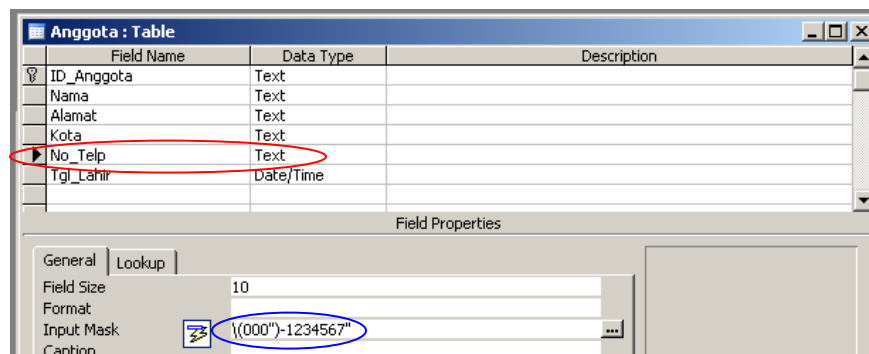 Anggota : Table
Field Name Data Type Description
ID_Anggota Text
Nama Text
Alamat Text
Kota Text
No_Telp Text
Tgl_Lahir Date/Time
Field Properties
General Lookup
Field Size 10
Format
Input Mask \(000")-1234567" ...
Caption